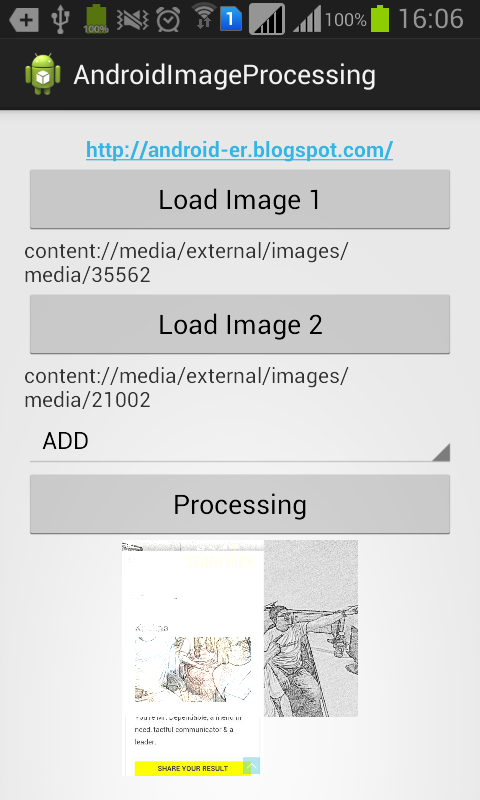 100%
1
100%
16:06
AndroidImageProcessing
http://android-er.blogspot.com/
Load Image 1
content://media/external/images/
media/35562
Load Image 2
content://media/external/images/
media/21002
ADD
Processing
You're Mr. Dependable, a friend in
need, tactful communicator & a
leader.
SHARE YOUR RESULT